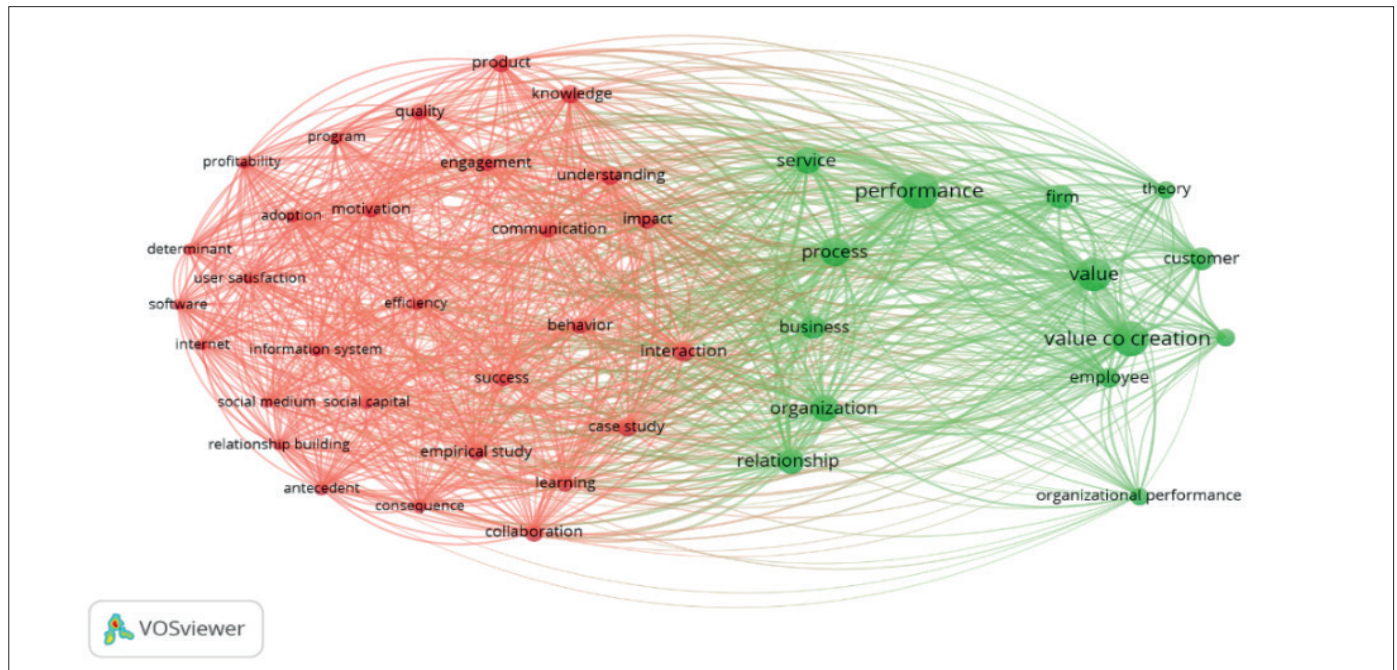 product
knowledge
quality
program
profitability
engagement
understanding
service
performance
firm
theory
adoption
motivation
communication
impact
determinant
process
customer
user satisfaction
value
software
efficiency
behavior
business
internet
information system
interaction
value co creation
success
employee
social medium
social capital
organization
case study
relationship building
empirical study
relationship
antecedent
learning
organizational performance
consequence
collaboration
VOSviewer